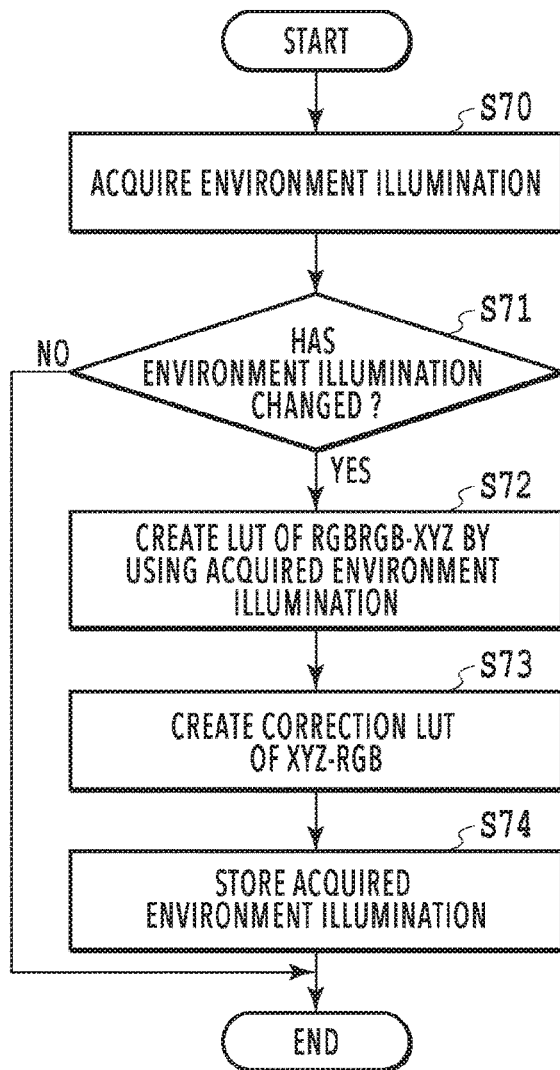 START
S70
ACQUIRE ENVIRONMENT ILLUMINATION
S71
HAS
ENVIRONMENT ILLUMINATION
CHANGED ?
NO
YES
S72
CREATE LUT OF RGBRGB-XYZ BY
USING ACQUIRED ENVIRONMENT
ILLUMINATION
S73
CREATE CORRECTION LUT
OF XYZ-RGB
S74
STORE ACQUIRED
ENVIRONMENT ILLUMINATION
END